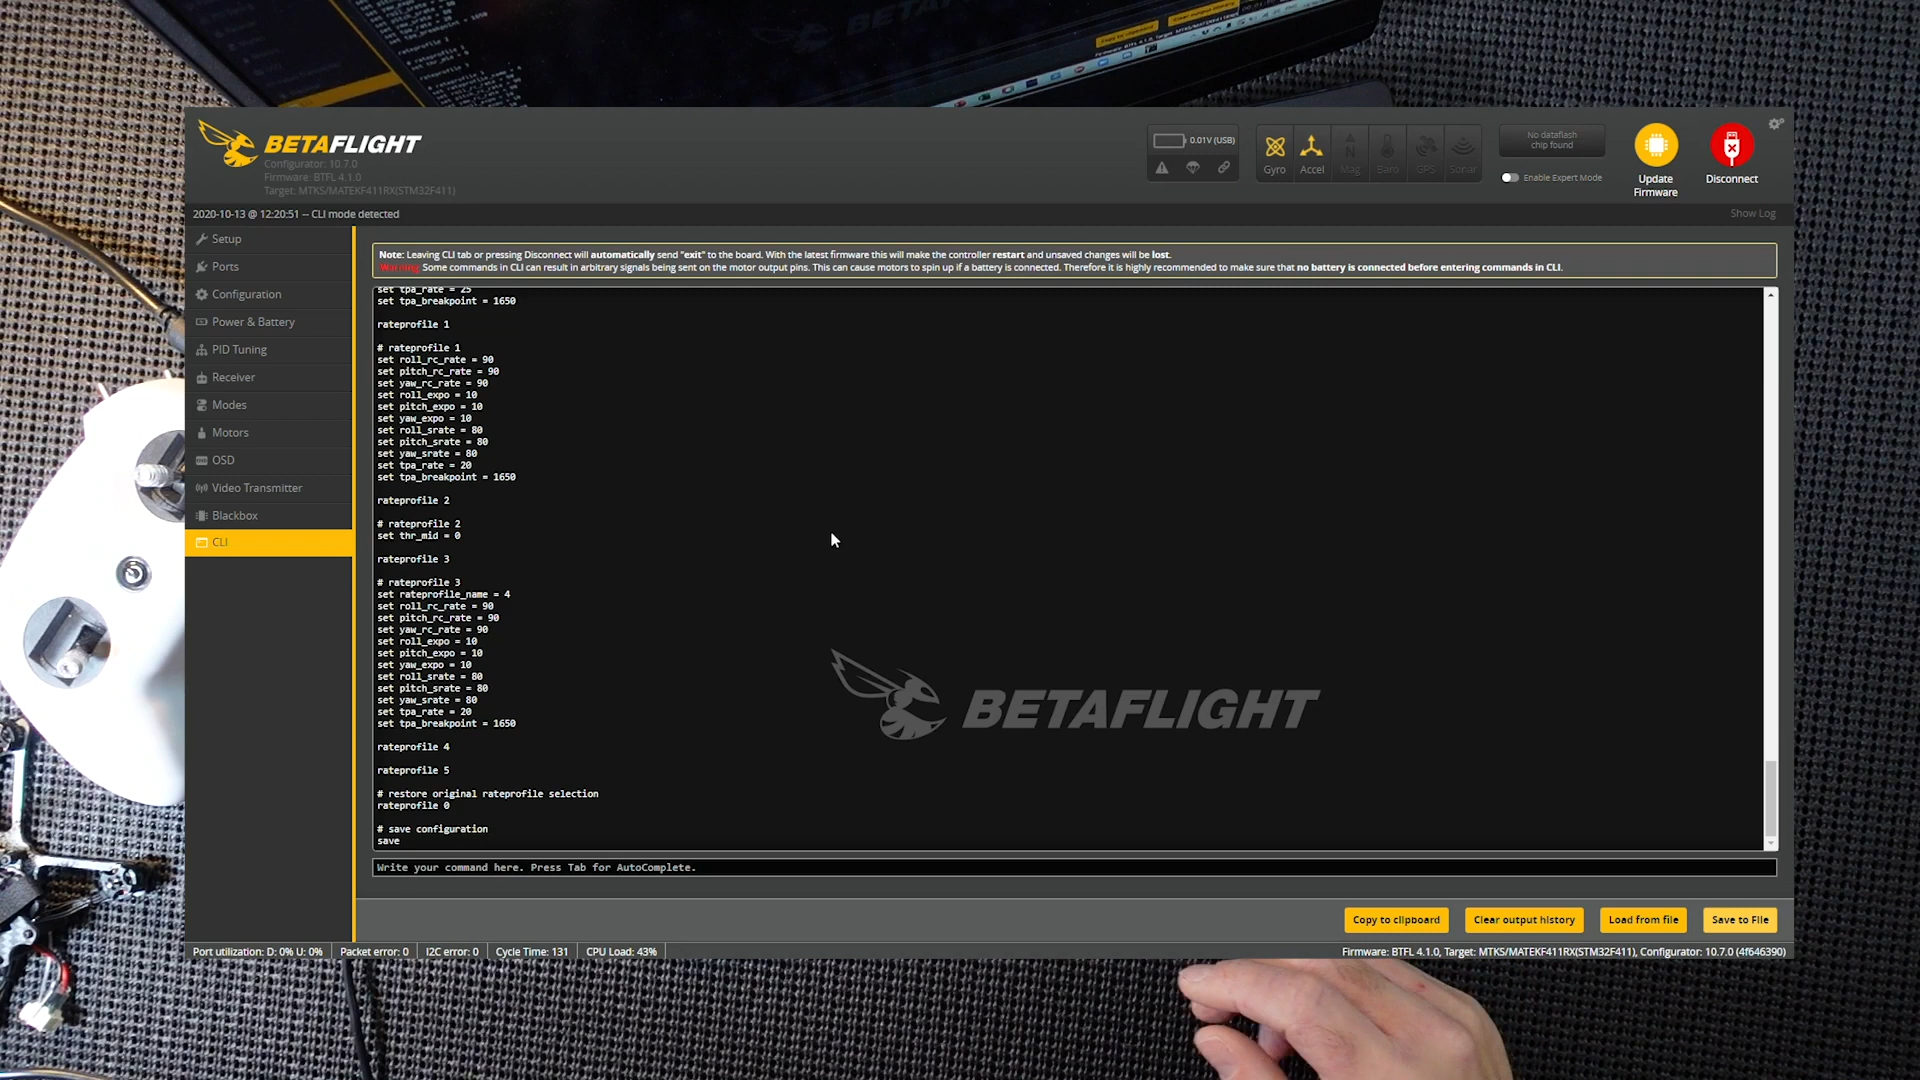 BETAFLIGHT
Configurator: 10.7.0
Firmware: BTFL 4.1.0
Target: MTKS/MATEKF411RX(STM32F411)
0.01V (USB)
Gyro
Accel
Mag
Baro
GPS
Sonar
No dataflash
chip found
Enable Expert Mode
Update
Firmware
Disconnect
2020-10-13 @ 12:20:51 -- CLI mode detected
Show Log
Setup
Ports
Configuration
Power & Battery
PID Tuning
Receiver
Modes
Motors
OSD
Video Transmitter
Blackbox
CLI
Note: Leaving CLI tab or pressing Disconnect will automatically send "exit" to the board. With the latest firmware this will make the controller restart and unsaved changes will be lost.
Warning: Some commands in CLI can result in arbitrary signals being sent on the motor output pins. This can cause motors to spin up if a battery is connected. Therefore it is highly recommended to make sure that no battery is connected before entering commands in CLI.
set tpa_rate = 25
set tpa_breakpoint = 1650
rateprofile 1
# rateprofile 1
set roll_rc_rate = 90
set pitch_rc_rate = 90
set yaw_rc_rate = 90
set roll_expo = 10
set pitch_expo = 10
set yaw_expo = 10
set roll_srate = 80
set pitch_srate = 80
set yaw_srate = 80
set tpa_rate = 20
set tpa_breakpoint = 1650
rateprofile 2
# rateprofile 2
set thr_mid = 0
rateprofile 3
# rateprofile 3
set rateprofile_name = 4
set roll_rc_rate = 90
set pitch_rc_rate = 90
set yaw_rc_rate = 90
set roll_expo = 10
set pitch_expo = 10
set yaw_expo = 10
set roll_srate = 80
set pitch_srate = 80
set yaw_srate = 80
set tpa_rate = 20
set tpa_breakpoint = 1650
rateprofile 4
rateprofile 5
# restore original rateprofile selection
rateprofile 0
# save configuration
save
BETAFLIGHT
Write your command here. Press Tab for AutoComplete.
Copy to clipboard
Clear output history
Load from file
Save to File
Port utilization: D: 0% U: 0%
Packet error: 0
I2C error: 0
Cycle Time: 131
CPU Load: 43%
Firmware: BTFL 4.1.0, Target: MTKS/MATEKF411RX(STM32F411), Configurator: 10.7.0 (4f646390)